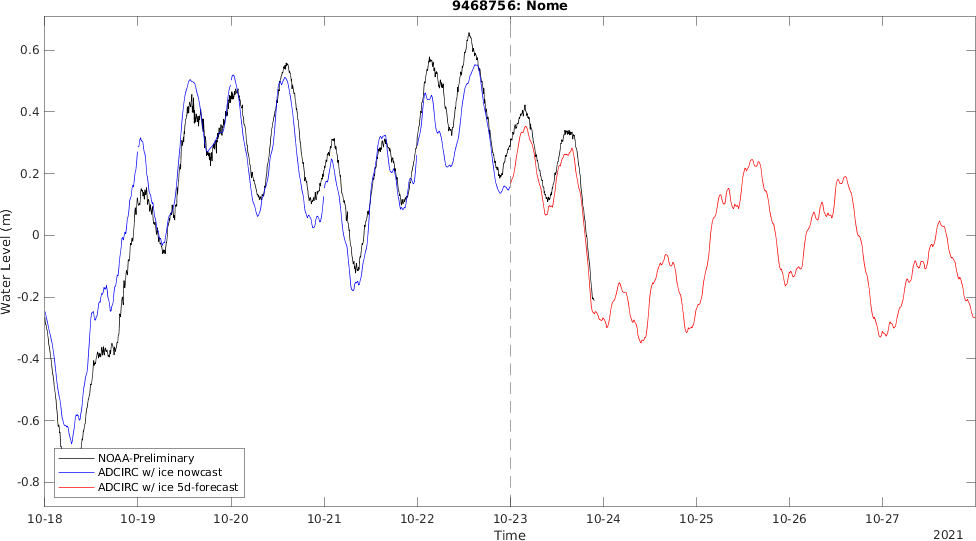 9468756: Nome
Water Level (m)
0.6
0.4
0.2
0
-0.2
-0.4
-0.6
-0.8
NOAA-Preliminary
ADCIRC w/ ice nowcast
ADCIRC w/ ice 5d-forecast
10-18 10-19 10-20 10-21 10-22 10-23 10-24 10-25 10-26 10-27
Time
2021